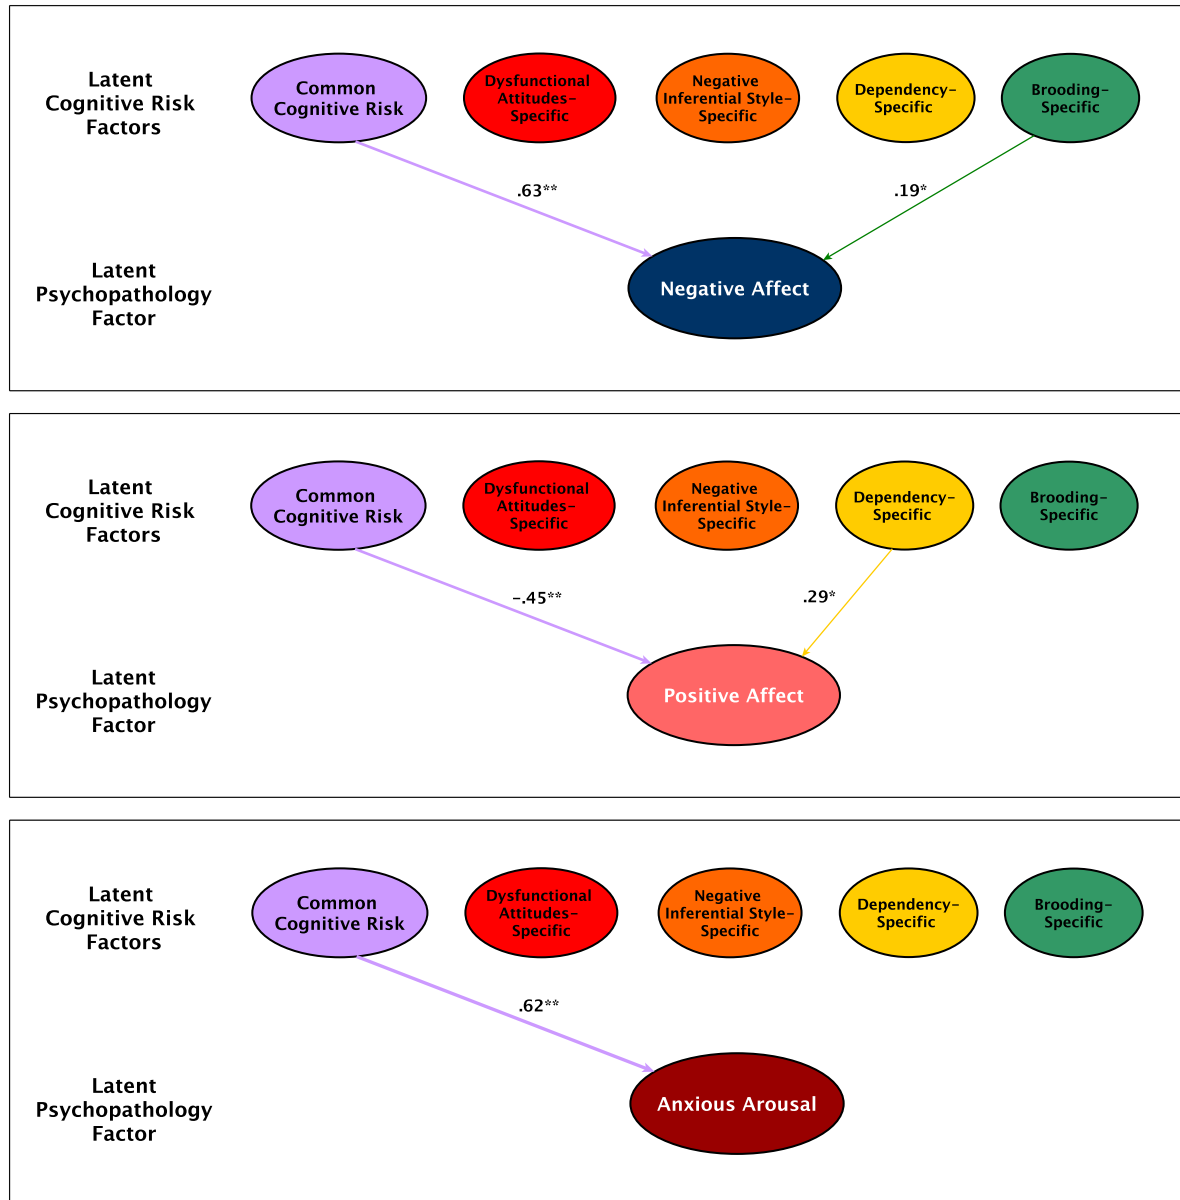 Latent
Cognitive Risk
Factors
Common
Cognitive Risk
Dysfunctional
Attitudes–
Specific
Negative
Inferential Style–
Specific
Dependency–
Specific
Brooding–
Specific
.63**
.19*
Latent
Psychopathology
Factor
Negative Affect
Latent
Cognitive Risk
Factors
Common
Cognitive Risk
Dysfunctional
Attitudes–
Specific
Negative
Inferential Style–
Specific
Dependency–
Specific
Brooding–
Specific
–.45**
.29*
Latent
Psychopathology
Factor
Positive Affect
Latent
Cognitive Risk
Factors
Common
Cognitive Risk
Dysfunctional
Attitudes–
Specific
Negative
Inferential Style–
Specific
Dependency–
Specific
Brooding–
Specific
.62**
Latent
Psychopathology
Factor
Anxious Arousal